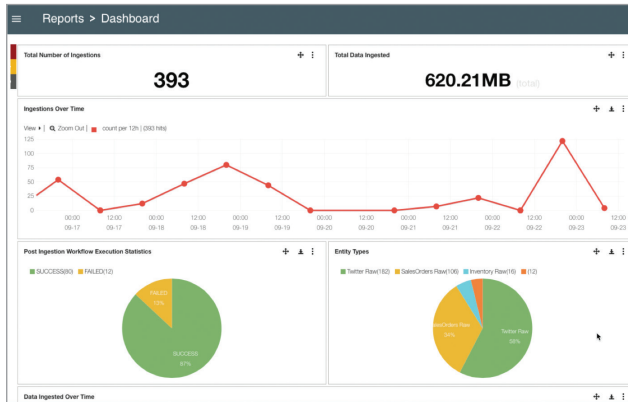 Reports > Dashboard
Total Number of Ingestions
393
Total Data Ingested
620.21MB (total)
Ingestions Over Time
View ▸ | Zoom Out | count per 12h | (393 hits)
125
100
75
50
25
0
00:00 12:00 00:00 12:00 00:00 12:00 00:00 12:00 00:00 12:00 00:00 12:00 00:00 12:00
09-17 09-17 09-18 09-18 09-19 09-19 09-20 09-20 09-21 09-21 09-22 09-22 09-23 09-23
Post Ingestion Workflow Execution Statistics
SUCCESS(80) FAILED(12)
FAILED
13%
SUCCESS
87%
Entity Types
Twitter Raw(182) SalesOrders Raw(106) Inventory Raw(16) (12)
SalesOrders Raw
34%
Twitter Raw
58%
Data Ingested Over Time